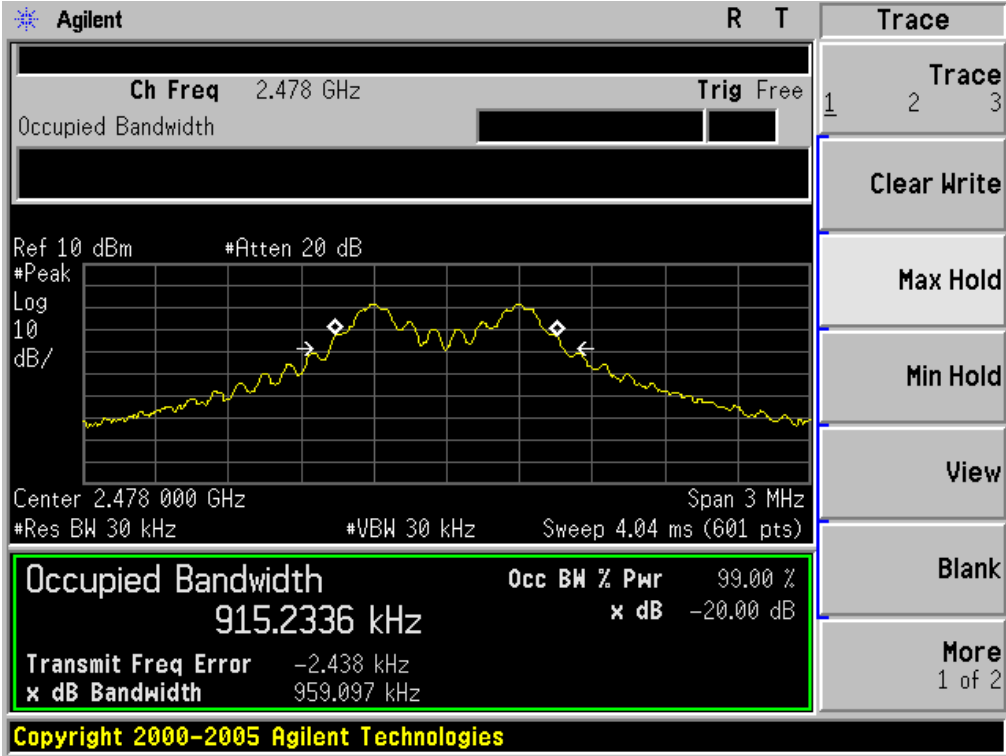 Agilent R T Trace
Ch Freq 2.478 GHz Trig Free
Occupied Bandwidth
Trace
1 2 3
Clear Write
Max Hold
Min Hold
View
Blank
More
1 of 2
Ref 10 dBm #Atten 20 dB
#Peak
Log
10
dB/
Center 2.478 000 GHz Span 3 MHz
#Res BW 30 kHz #VBW 30 kHz Sweep 4.04 ms (601 pts)
Occupied Bandwidth Occ BW % Pwr 99.00 %
915.2336 kHz x dB -20.00 dB
Transmit Freq Error -2.438 kHz
x dB Bandwidth 959.097 kHz
Copyright 2000-2005 Agilent Technologies